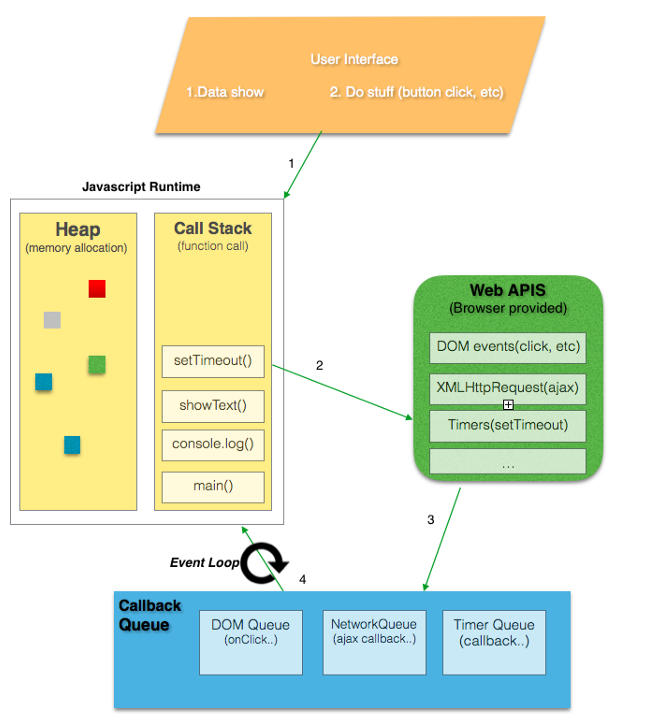 User Interface
1.Data show
2. Do stuff (button click, etc)
1
Javascript Runtime
Heap
(memory allocation)
Call Stack
(function call)
setTimeout()
showText()
console.log()
main()
2
Web APIS
(Browser provided)
DOM events(click, etc)
XMLHttpRequest(ajax)
Timers(setTimeout)
...
3
Event Loop
4
Callback
Queue
DOM Queue
(onClick..)
NetworkQueue
(ajax callback..)
Timer Queue
(callback..)